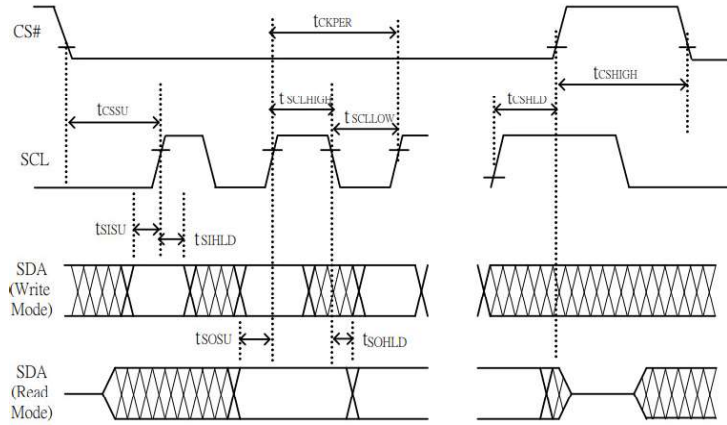 CS#
tCKPER
tCSHIGH
tCSSU
tSCLHIGH
tCSHLD
tSCLLOW
SCL
tSISU
tSIHLD
SDA
(Write
Mode)
tSOSU
tSOHLD
SDA
(Read
Mode)